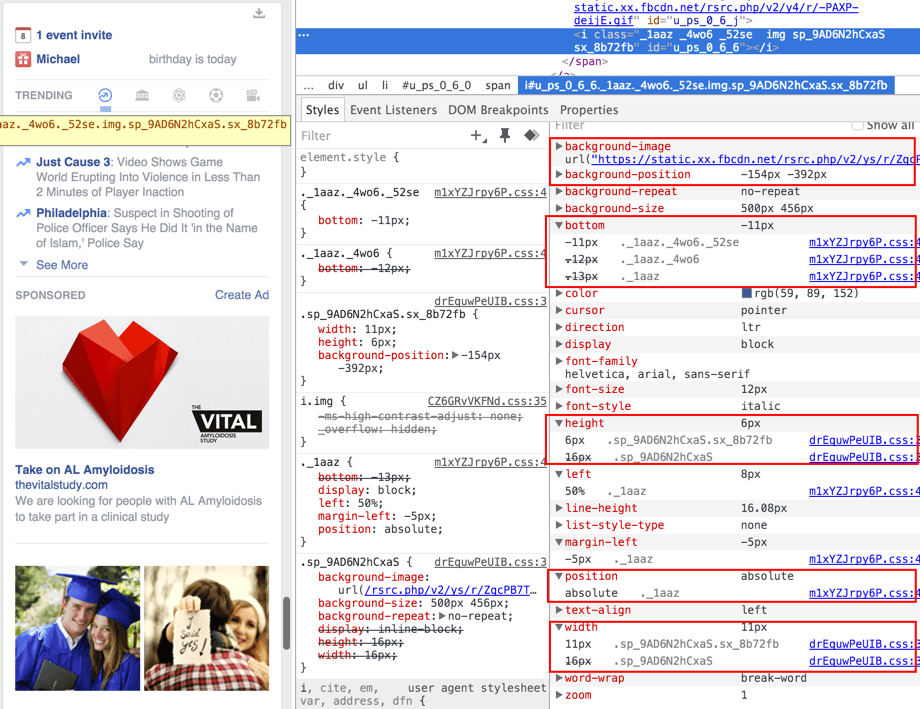 8 1 event invite
Michael birthday is today
TRENDING
aaz._4wo6._52se.img.sp_9AD6N2hCxaS.sx_8b72fb
Just Cause 3: Video Shows Game
World Erupting Into Violence in Less Than
2 Minutes of Player Inaction
Philadelphia: Suspect in Shooting of
Police Officer Says He Did It 'in the Name
of Islam,' Police Say
See More
SPONSORED Create Ad
THE
VITAL
AMYLOIDOSIS
STUDY
Take on AL Amyloidosis
thevitalstudy.com
We are looking for people with AL Amyloidosis
to take part in a clinical study
I
said
yes!
static.xx.fbcdn.net/rsrc.php/v2/y4/r/-PAXP-
deijE.gif" id="u_ps_0_6_j">
… <i class="_1aaz _4wo6 _52se  img sp_9AD6N2hCxaS
sx_8b72fb" id="u_ps_0_6_6"></i>
</span>
… div ul li #u_ps_0_6_0 span i#u_ps_0_6_6._1aaz._4wo6._52se.img.sp_9AD6N2hCxaS.sx_8b72fb
Styles Event Listeners DOM Breakpoints Properties
Filter +
element.style {
}
._1aaz._4wo6._52se m1xYZJrpy6P.css:4
{
bottom: -11px;
}
._1aaz._4wo6 { m1xYZJrpy6P.css:4
bottom: -12px;
}
drEquwPeUIB.css:3
.sp_9AD6N2hCxaS.sx_8b72fb {
width: 11px;
height: 6px;
background-position:▶-154px
-392px;
}
i.img { CZ6GRvVKFNd.css:35
-ms-high-contrast-adjust: none;
_overflow: hidden;
}
._1aaz { m1xYZJrpy6P.css:4
bottom: -13px;
display: block;
left: 50%;
margin-left: -5px;
position: absolute;
}
.sp_9AD6N2hCxaS { drEquwPeUIB.css:3
background-image:
url(/rsrc.php/v2/ys/r/ZqcPB7T…
background-size: 500px 456px;
background-repeat:▶no-repeat;
display: inline-block;
height: 16px;
width: 16px;
}
i, cite, em, user agent stylesheet
var, address, dfn {
Filter Show all
▶background-image
url("https://static.xx.fbcdn.net/rsrc.php/v2/ys/r/ZqcP
▶background-position -154px -392px
▶background-repeat no-repeat
▶background-size 500px 456px
▼bottom -11px
-11px ._1aaz._4wo6._52se m1xYZJrpy6P.css:4
-12px ._1aaz._4wo6 m1xYZJrpy6P.css:4
-13px ._1aaz m1xYZJrpy6P.css:4
▶color rgb(59, 89, 152)
▶cursor pointer
▶direction ltr
▶display block
▶font-family
helvetica, arial, sans-serif
▶font-size 12px
▶font-style italic
▼height 6px
6px .sp_9AD6N2hCxaS.sx_8b72fb drEquwPeUIB.css:3
16px .sp_9AD6N2hCxaS drEquwPeUIB.css:3
▼left 8px
50% ._1aaz m1xYZJrpy6P.css:4
▶line-height 16.08px
▶list-style-type none
▼margin-left -5px
-5px ._1aaz m1xYZJrpy6P.css:4
▼position absolute
absolute ._1aaz m1xYZJrpy6P.css:4
▶text-align left
▼width 11px
11px .sp_9AD6N2hCxaS.sx_8b72fb drEquwPeUIB.css:3
16px .sp_9AD6N2hCxaS drEquwPeUIB.css:3
▶word-wrap break-word
▶zoom 1